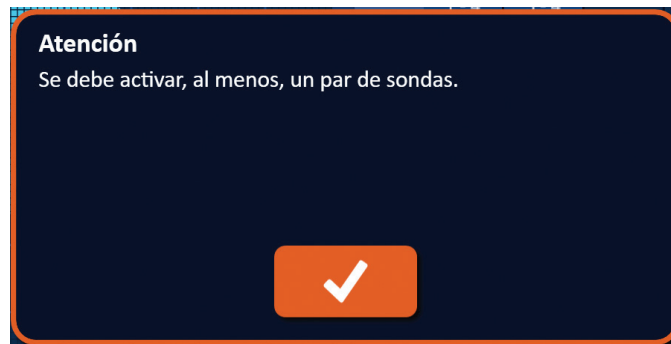 Atención
Se debe activar, al menos, un par de sondas.